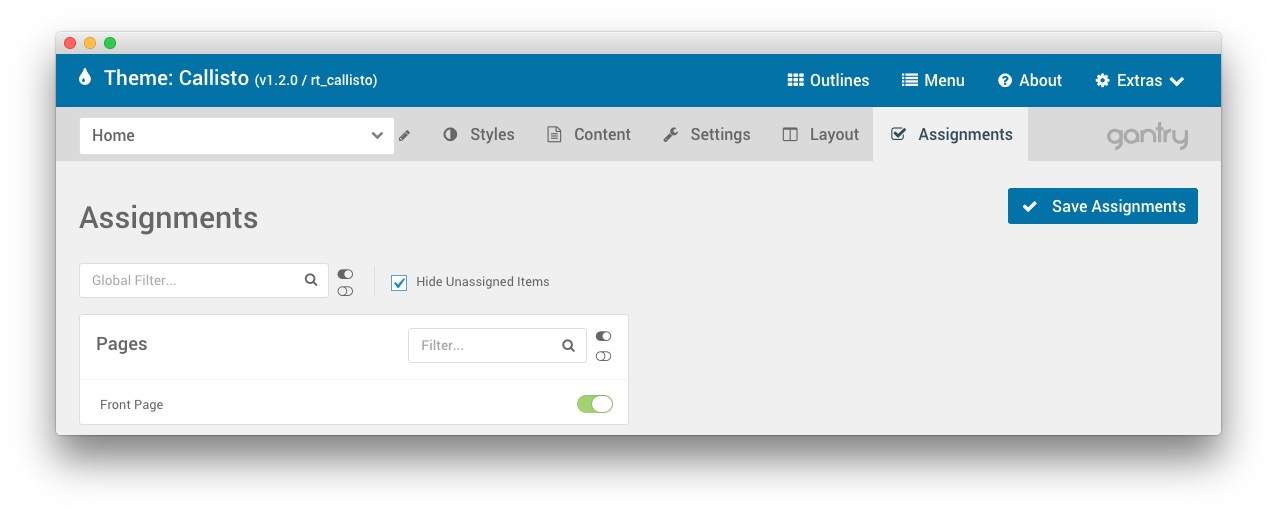 Theme: Callisto (v1.2.0 / rt_callisto)
Outlines
Menu
About
Extras
Home
Styles
Content
Settings
Layout
Assignments
gantry
Assignments
Save Assignments
Global Filter...
Hide Unassigned Items
Pages
Filter...
Front Page